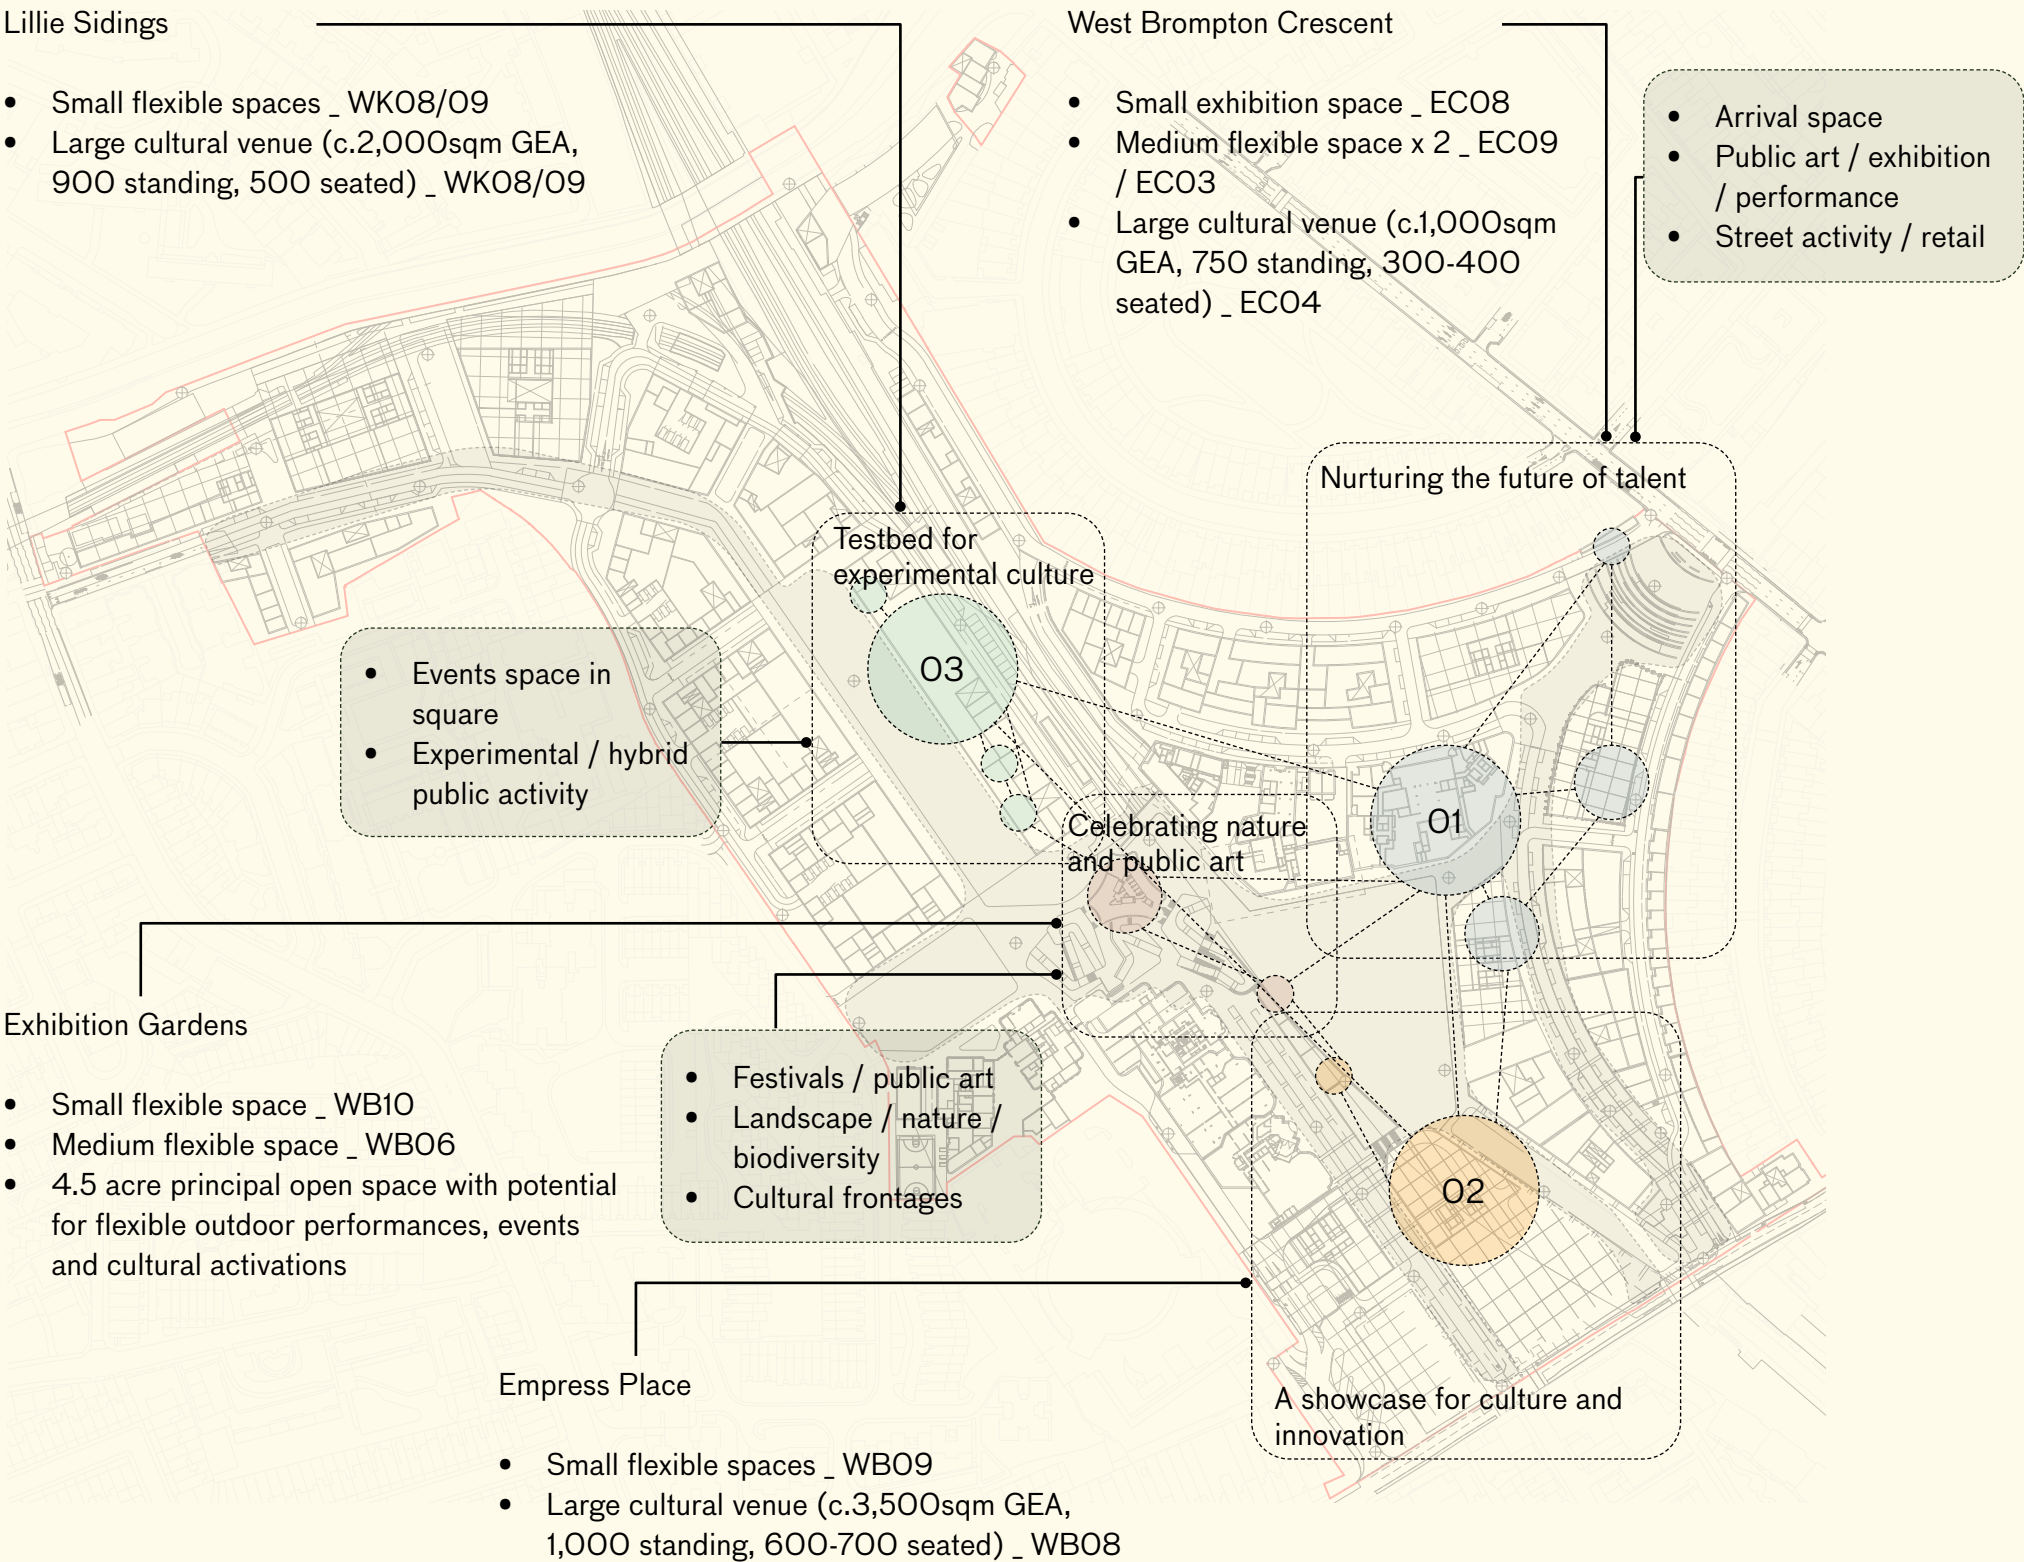 Lillie Sidings
• Small flexible spaces _ WK08/09
• Large cultural venue (c.2,000sqm GEA,
900 standing, 500 seated) _ WK08/09
West Brompton Crescent
• Small exhibition space _ EC08
• Medium flexible space x 2 _ EC09
/ EC03
• Large cultural venue (c.1,000sqm
GEA, 750 standing, 300-400
seated) _ EC04
• Arrival space
• Public art / exhibition
/ performance
• Street activity / retail
Nurturing the future of talent
Testbed for
experimental culture
03
• Events space in
square
• Experimental / hybrid
public activity
01
Celebrating nature
and public art
Exhibition Gardens
• Small flexible space _ WB10
• Medium flexible space _ WB06
• 4.5 acre principal open space with potential
for flexible outdoor performances, events
and cultural activations
• Festivals / public art
• Landscape / nature /
biodiversity
• Cultural frontages
02
A showcase for culture and
innovation
Empress Place
• Small flexible spaces _ WB09
• Large cultural venue (c.3,500sqm GEA,
1,000 standing, 600-700 seated) _ WB08